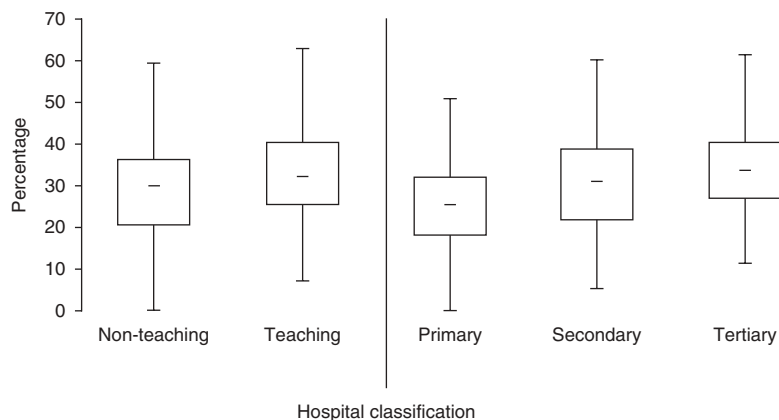 70
60
50
40
30
20
10
0
Percentage
Non-teaching Teaching Primary Secondary Tertiary
Hospital classification